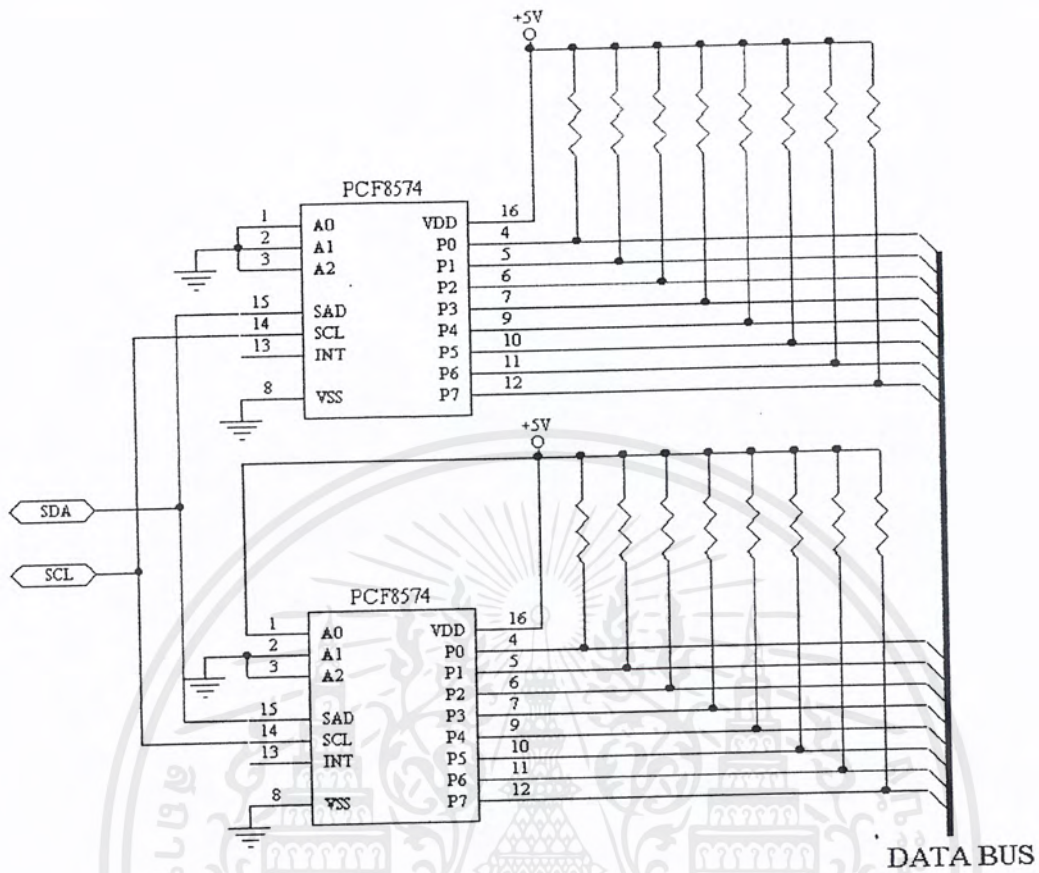 +5V
PCF8574
1 A0 VDD 16
2 A1 P0 4
3 A2 P1 5
P2 6
15 SAD P3 7
14 SCL P4 9
13 INT P5 10
P6 11
8 VSS P7 12
+5V
SDA
SCL
PCF8574
1 A0 VDD 16
2 A1 P0 4
3 A2 P1 5
P2 6
15 SAD P3 7
14 SCL P4 9
13 INT P5 10
P6 11
8 VSS P7 12
DATA BUS